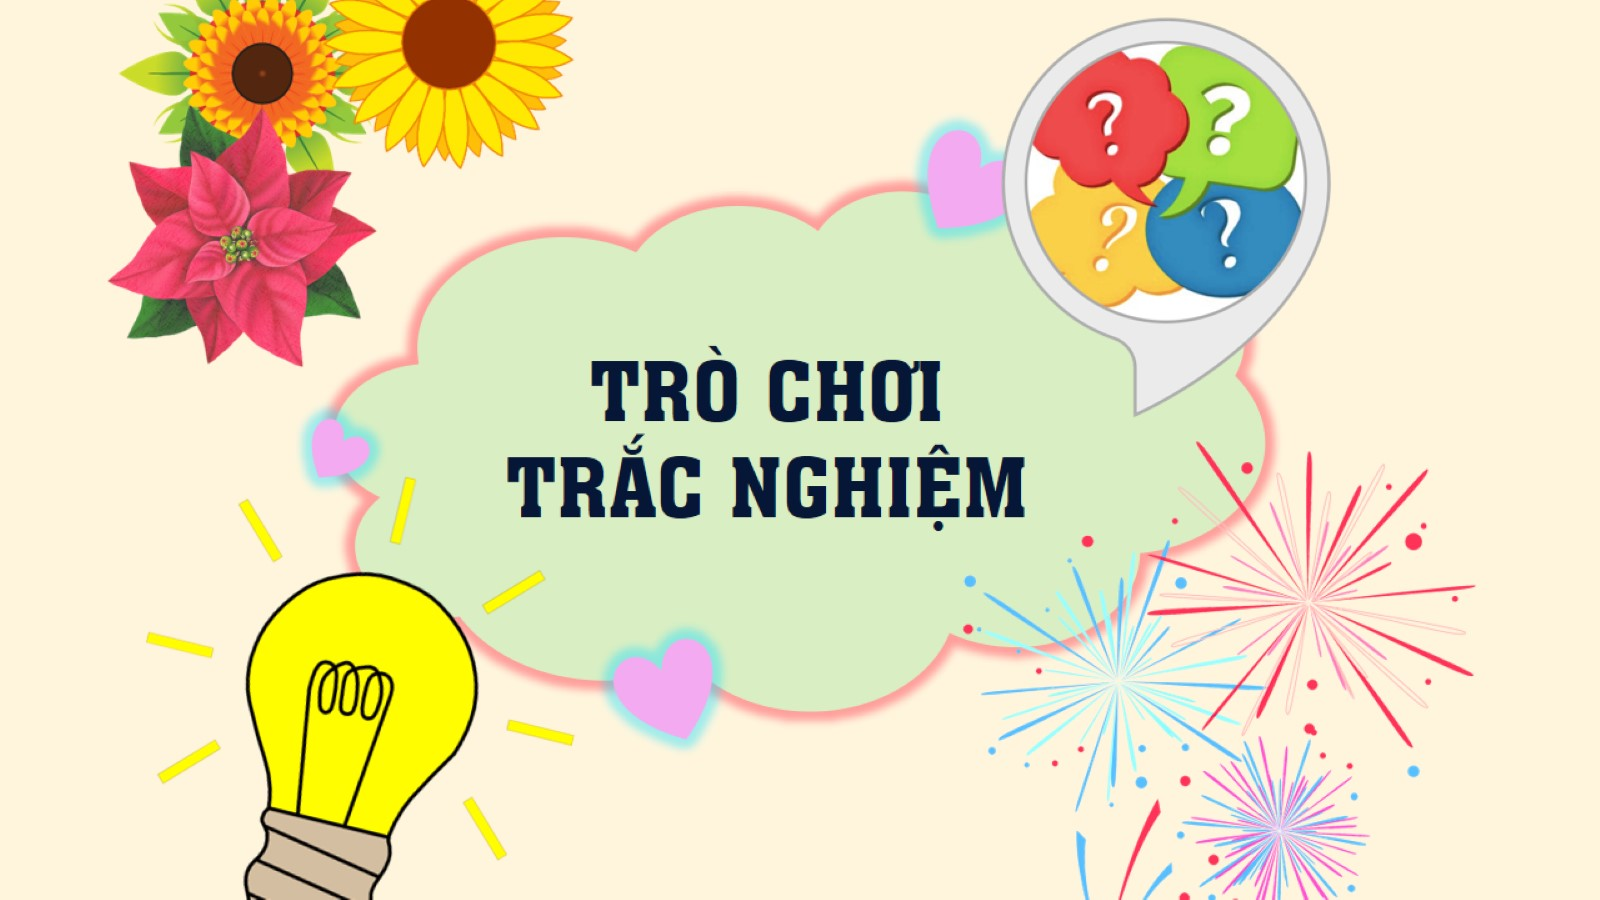 TRÒ CHƠI
TRẮC NGHIỆM
? ?
? ?